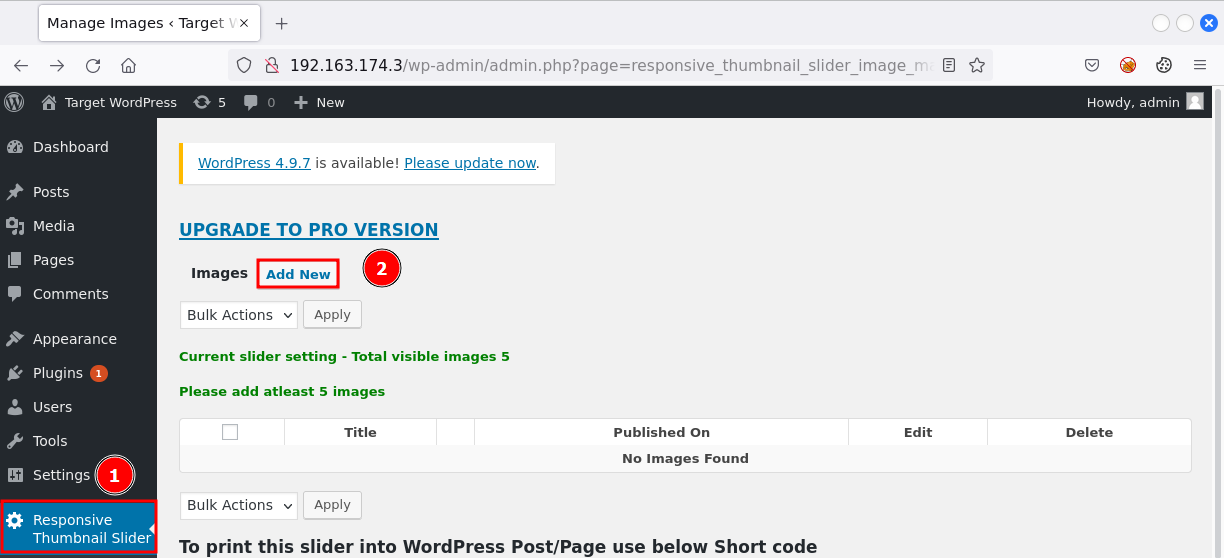 Manage Images ‹ Target W
192.163.174.3/wp-admin/admin.php?page=responsive_thumbnail_slider_image_ma
Target WordPress 5 0 New Howdy, admin
Dashboard
Posts
Media
Pages
Comments
Appearance
Plugins 1
Users
Tools
Settings 1
Responsive
Thumbnail Slider
WordPress 4.9.7 is available! Please update now.
UPGRADE TO PRO VERSION
Images Add New 2
Bulk Actions Apply
Current slider setting - Total visible images 5
Please add atleast 5 images
Title Published On Edit Delete
No Images Found
Bulk Actions Apply
To print this slider into WordPress Post/Page use below Short code